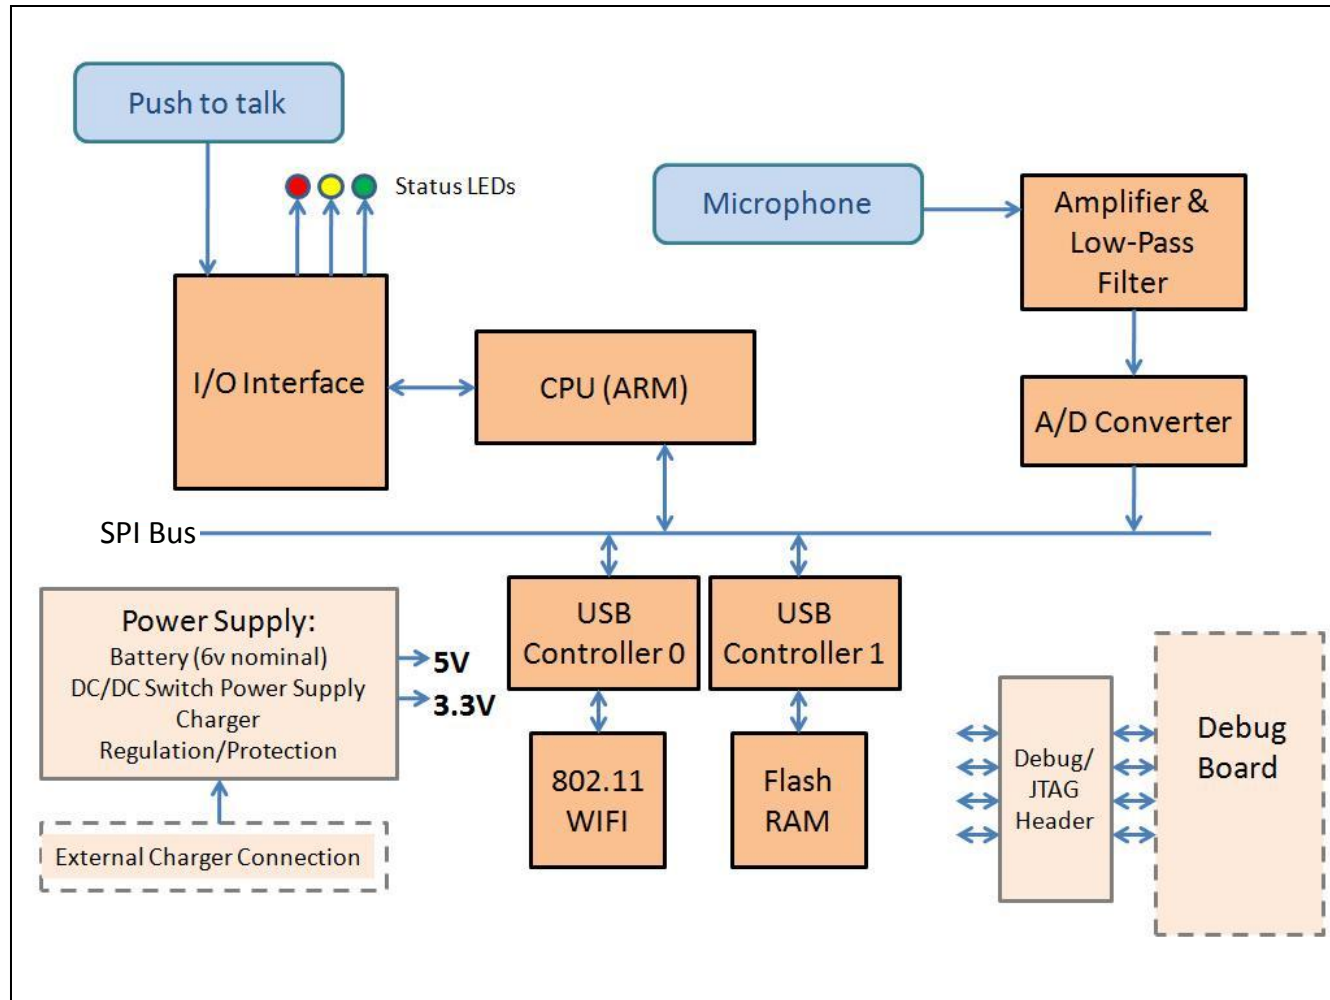 Push to talk
Status LEDs
Microphone
Amplifier &
Low-Pass
Filter
I/O Interface
CPU (ARM)
A/D Converter
SPI Bus
Power Supply:
Battery (6v nominal)
DC/DC Switch Power Supply
Charger
Regulation/Protection
5V
3.3V
USB
Controller 0
USB
Controller 1
802.11
WIFI
Flash
RAM
Debug/
JTAG
Header
Debug
Board
External Charger Connection